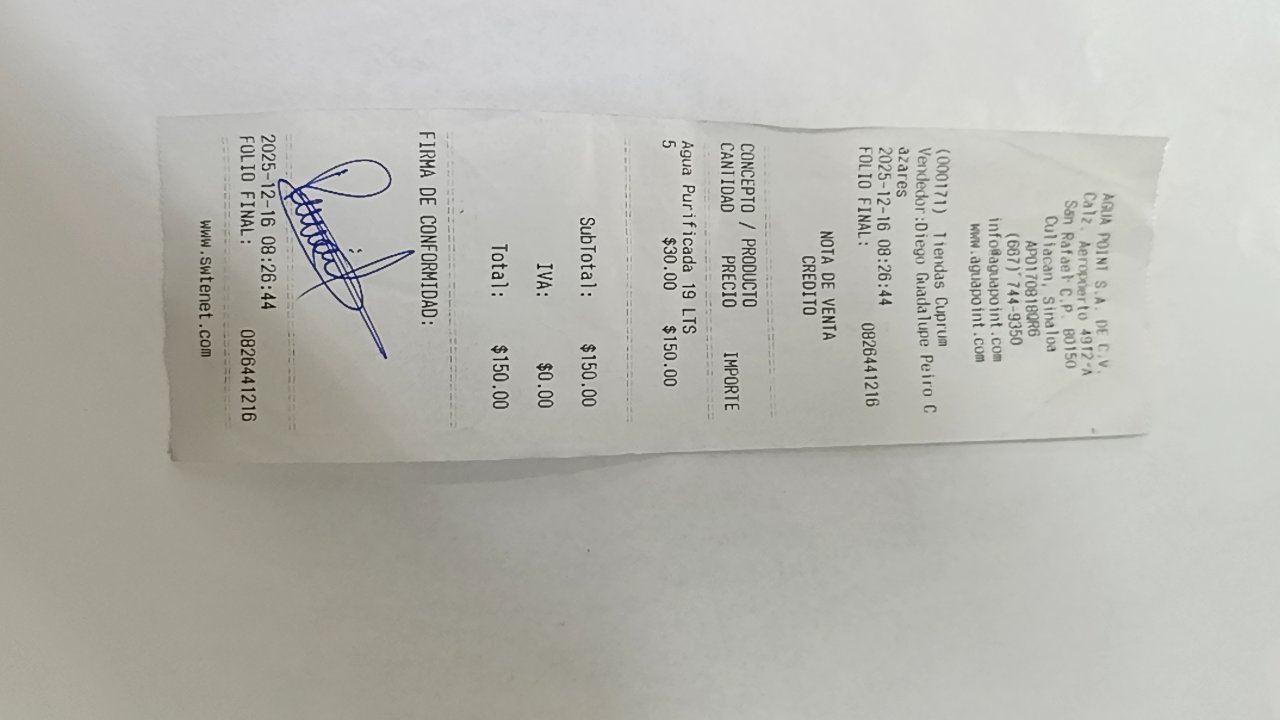 AGUA POINT S.A. DE C.V.
Calz. Aeropuerto 4912-A
San Rafael C.P. 80150
Culiacan, Sinaloa
APO170818QR6
(667) 744-9350
info@aguapoint.com
www.aguapoint.com
(000171) Tiendas Cuprum
Vendedor:Diego Guadalupe Peiro C
azares
2025-12-16 08:26:44
FOLIO FINAL: 0826441216
NOTA DE VENTA
CREDITO
CONCEPTO / PRODUCTO
CANTIDAD PRECIO IMPORTE
Agua Purificada 19 LTS
5 $30.00 $150.00
SubTotal: $150.00
IVA: $0.00
Total: $150.00
FIRMA DE CONFORMIDAD:
2025-12-16 08:26:44
FOLIO FINAL: 0826441216
www.swtenet.com